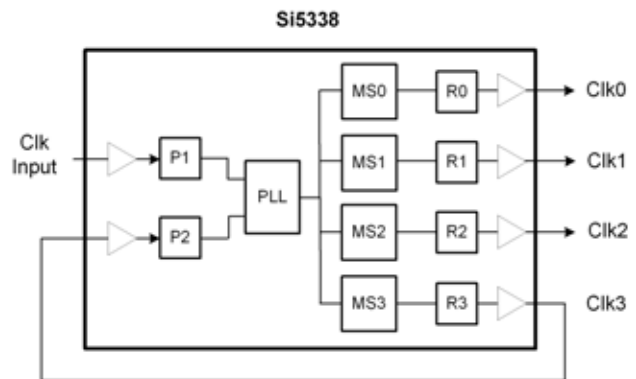 Si5338
MS0 R0 Clk0
Clk
Input
P1
MS1 R1 Clk1
PLL
P2
MS2 R2 Clk2
MS3 R3 Clk3